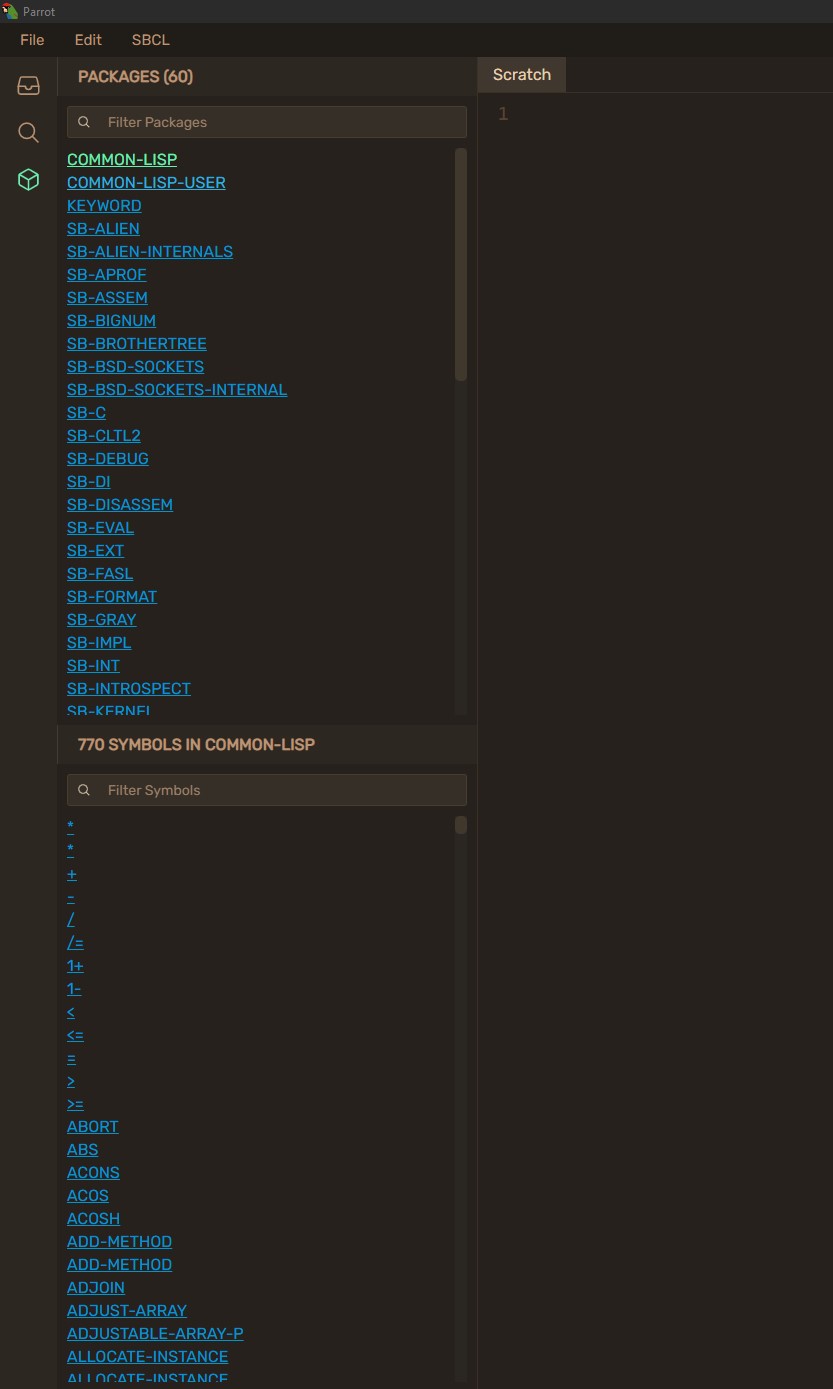 Parrot
File Edit SBCL
PACKAGES (60)
Filter Packages
COMMON-LISP
COMMON-LISP-USER
KEYWORD
SB-ALIEN
SB-ALIEN-INTERNALS
SB-APROF
SB-ASSEM
SB-BIGNUM
SB-BROTHERTREE
SB-BSD-SOCKETS
SB-BSD-SOCKETS-INTERNAL
SB-C
SB-CLTL2
SB-DEBUG
SB-DI
SB-DISASSEM
SB-EVAL
SB-EXT
SB-FASL
SB-FORMAT
SB-GRAY
SB-IMPL
SB-INT
SB-INTROSPECT
SB-KERNEL
770 SYMBOLS IN COMMON-LISP
Filter Symbols
*
*
+
-
/
/=
1+
1-
<
<=
=
>
>=
ABORT
ABS
ACONS
ACOS
ACOSH
ADD-METHOD
ADD-METHOD
ADJOIN
ADJUST-ARRAY
ADJUSTABLE-ARRAY-P
ALLOCATE-INSTANCE
ALLOCATE-INSTANCE
Scratch
1